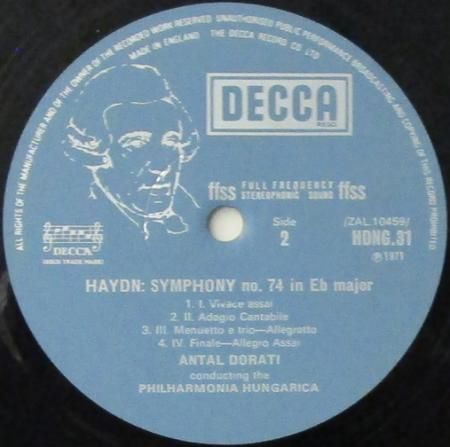 ALL RIGHTS OF THE MANUFACTURER AND OF THE OWNER OF THE RECORDED WORK RESERVED UNAUTHORISED PUBLIC PERFORMANCE BROADCASTING AND COPYING OF THIS RECORD PROHIBITED
MADE IN ENGLAND THE DECCA RECORD CO LTD
DECCA
REGD
ffss FULL FREQUENCY STEREOPHONIC SOUND ffss
Side
2
/ZAL.10459/
HDNG.31
℗ 1971
DECCA
HAYDN: SYMPHONY no. 74 in Eb major
1. I. Vivace assai
2. II. Adagio Cantabile
3. III. Menuetto e trio—Allegretto
4. IV. Finale—Allegro Assai
ANTAL DORATI
conducting the
PHILHARMONIA HUNGARICA